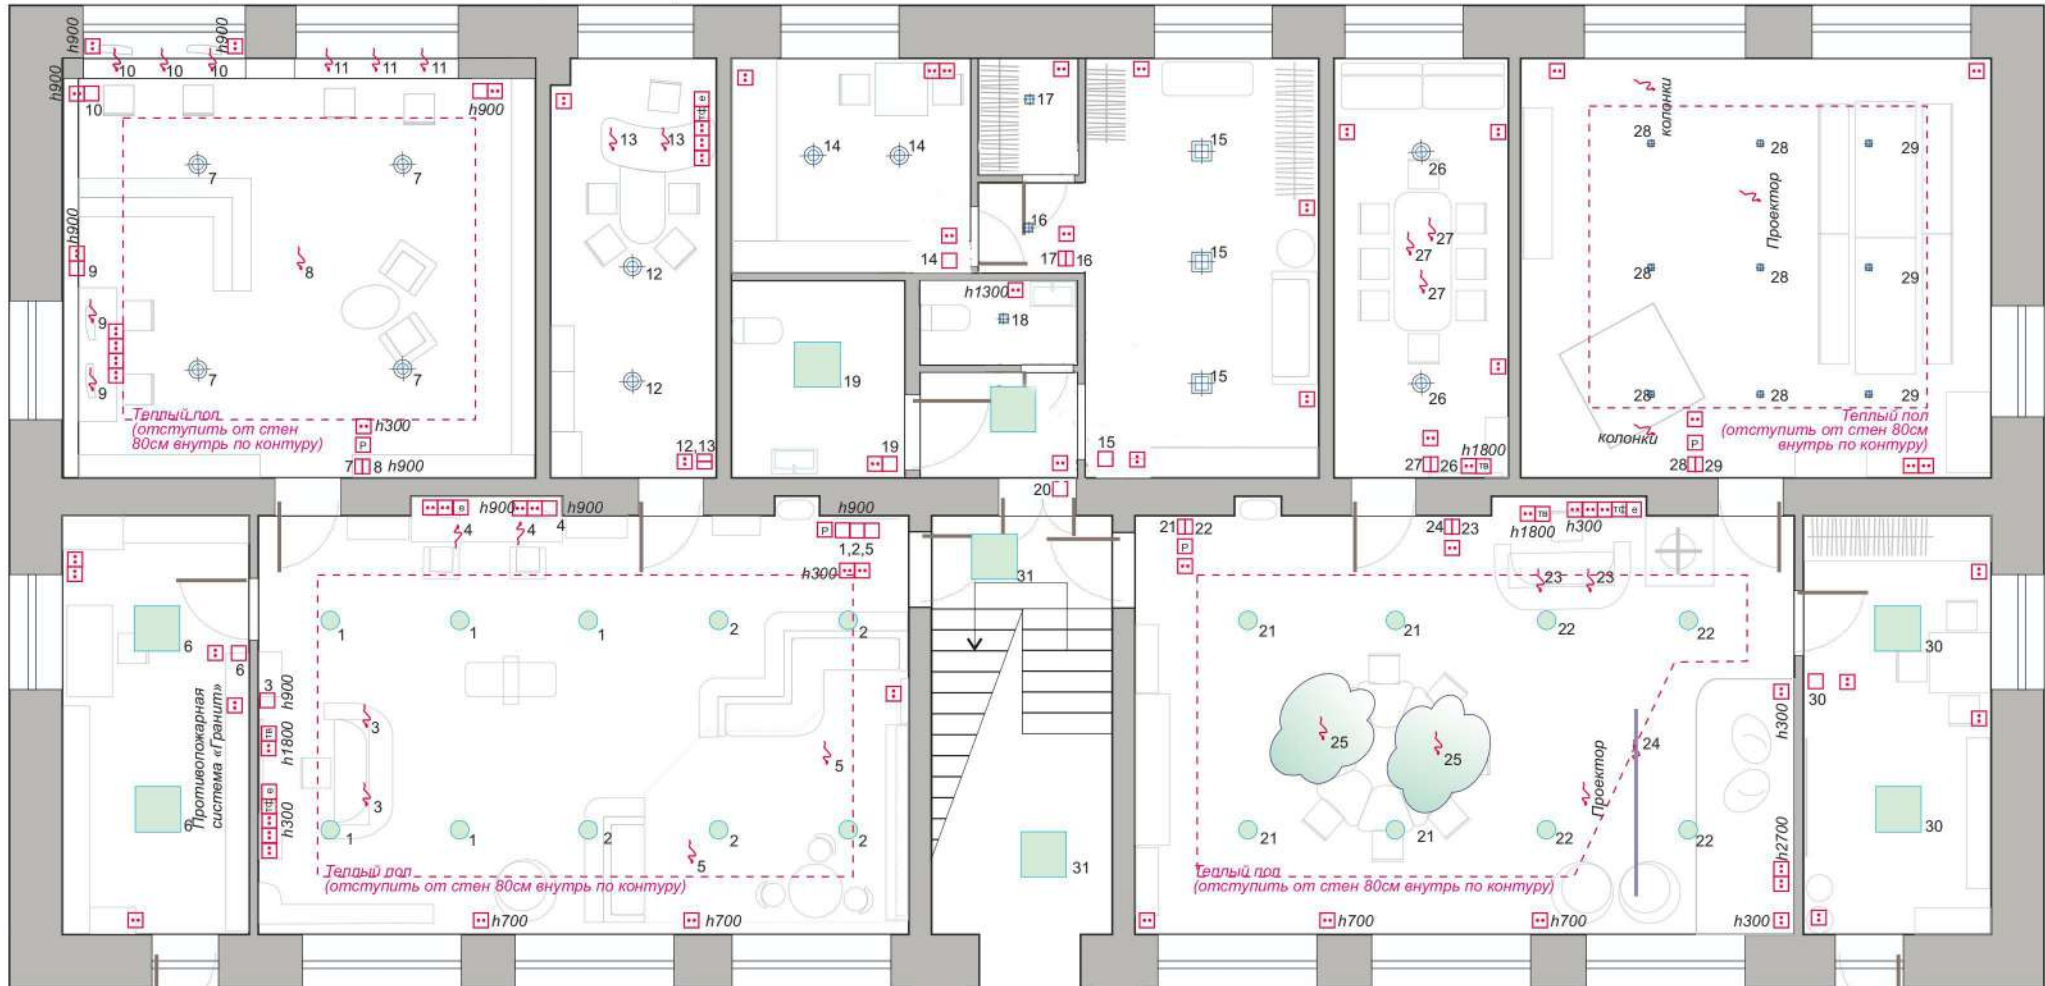 h900
h900
10
10
10
11
11
11
h900
10
h900
7
7
h900
9
8
9
9
7
7
Теплый пол
(отступить от стен
80см внутрь по контуру)
h300
P
7
8
h900
e
тф
13
13
12
12
12,13
14
14
14
17
16
17
16
h1300
18
19
19
15
15
15
15
20
26
27
27
27
26
27
26
h1800
тв
колонки
28
28
29
Проектор
28
28
29
28
28
29
колонки
Теплый пол
(отступить от стен 80см
внутрь по контуру)
P
28
29
6
6
6
Противопожарная
система «Гранит»
e
h900
4
4
h900
4
h900
P
1,2,5
h300
1
1
1
2
2
3
h900
тв
h1800
e
тф
h300
3
3
5
5
1
1
2
2
2
Теплый пол
(отступить от стен 80см внутрь по контуру)
h700
h700
31
31
21
22
P
24
23
тв
h1800
h300
тф
e
23
23
21
21
22
22
25
25
24
Проектор
21
21
22
22
h300
h2700
h300
Теплый пол
(отступить от стен 80см внутрь по контуру)
h700
h700
30
30
30